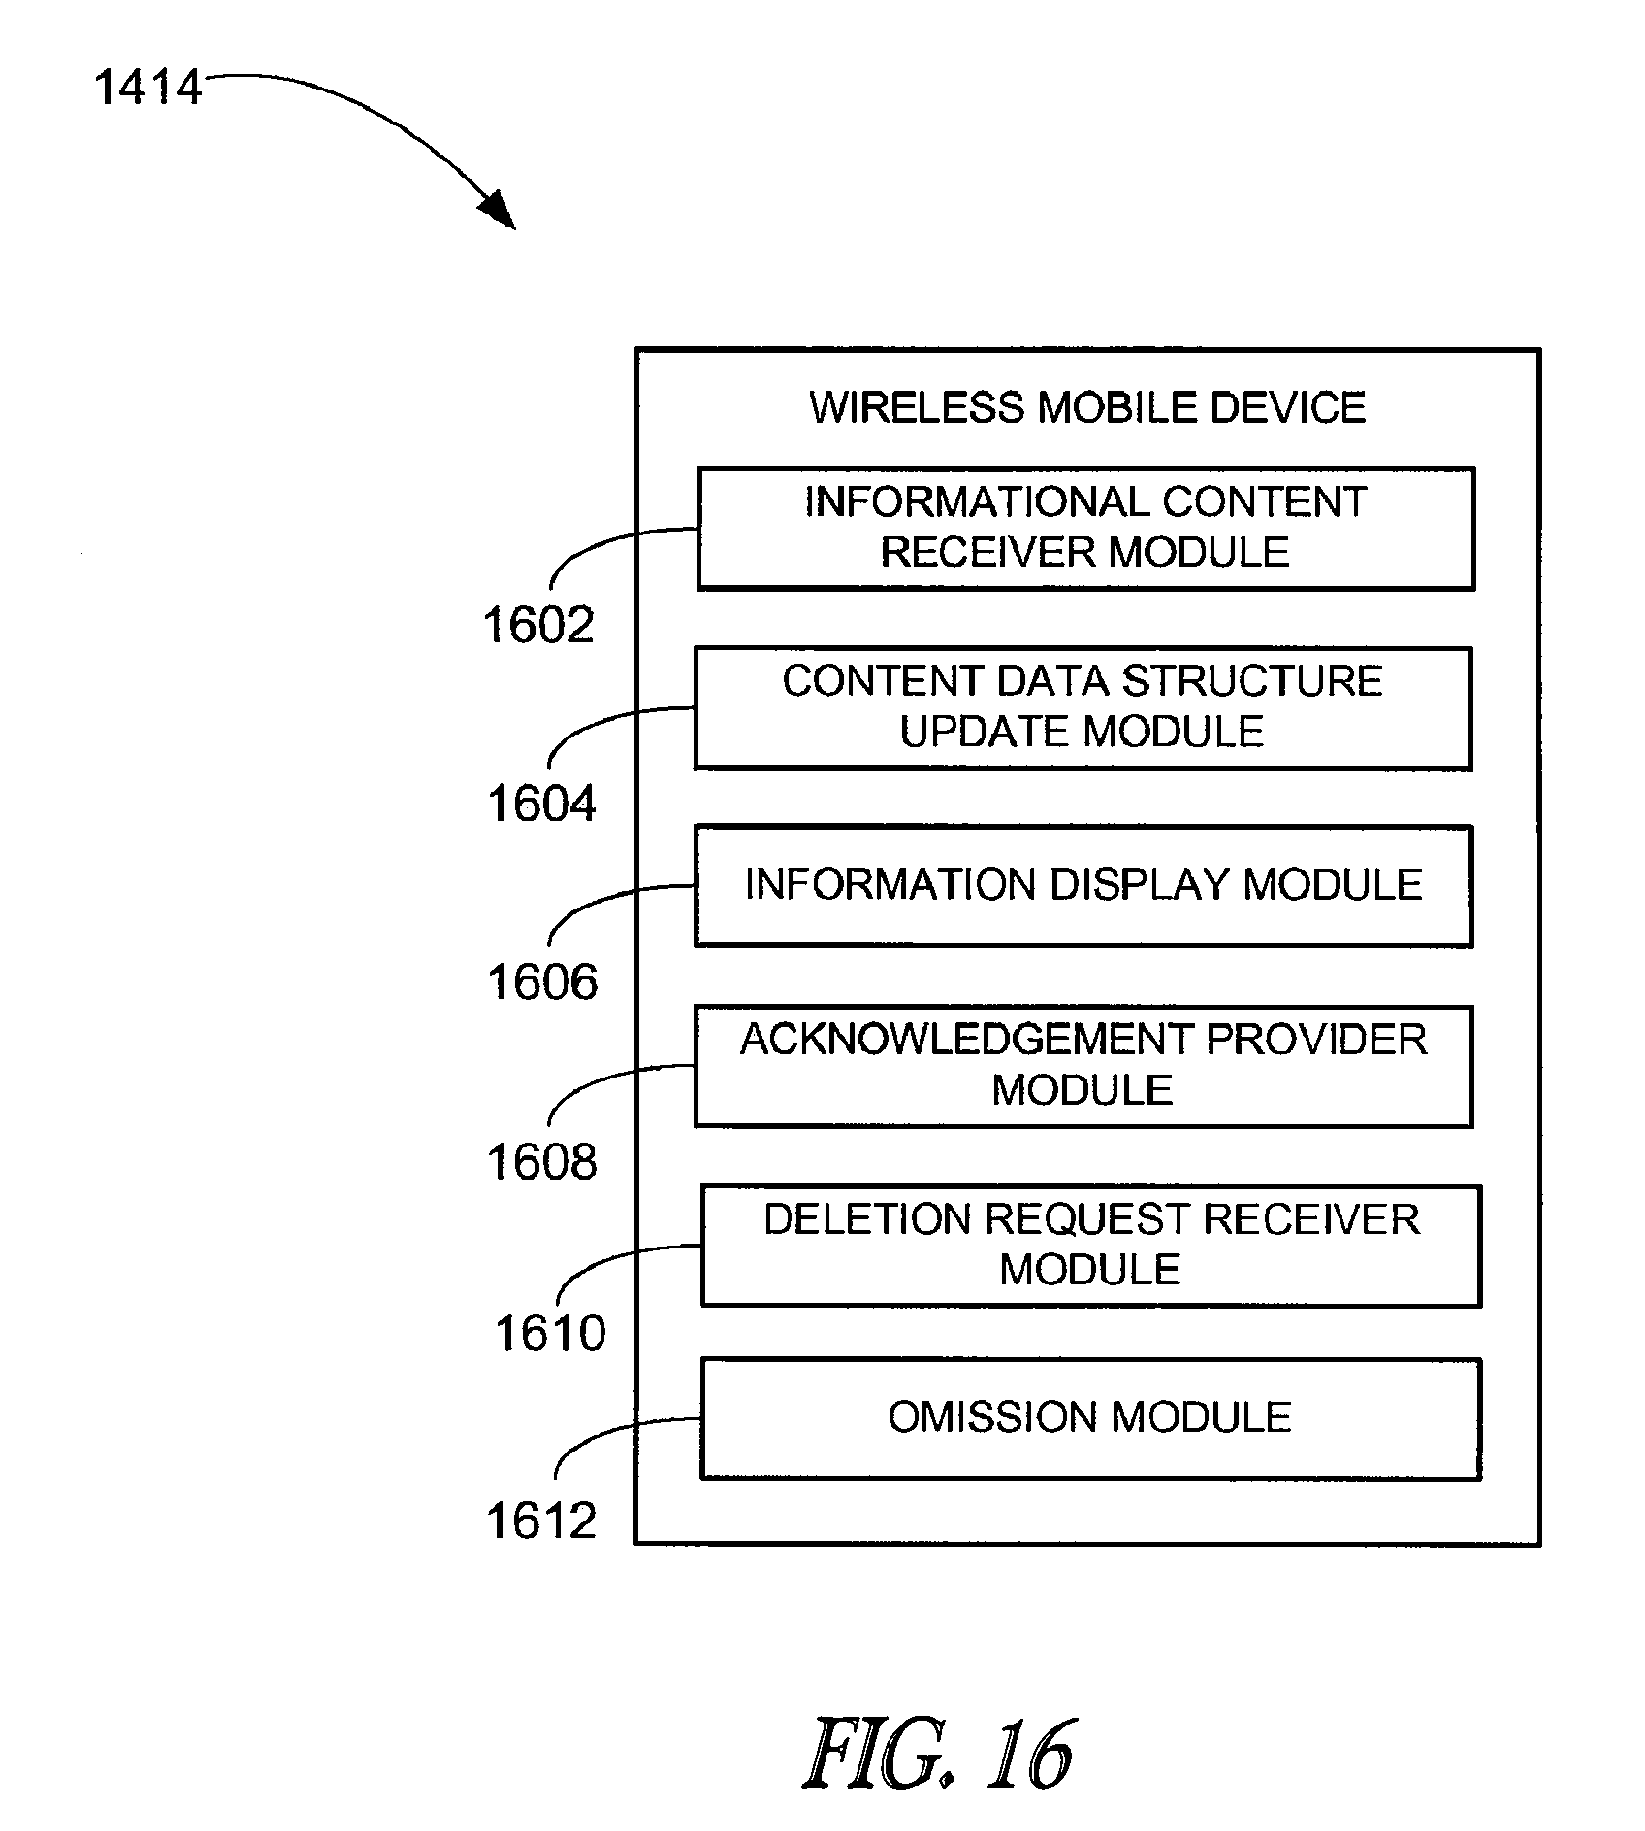 1414
WIRELESS MOBILE DEVICE
INFORMATIONAL CONTENT
RECEIVER MODULE
1602
CONTENT DATA STRUCTURE
UPDATE MODULE
1604
INFORMATION DISPLAY MODULE
1606
ACKNOWLEDGEMENT PROVIDER
MODULE
1608
DELETION REQUEST RECEIVER
MODULE
1610
OMISSION MODULE
1612
FIG. 16